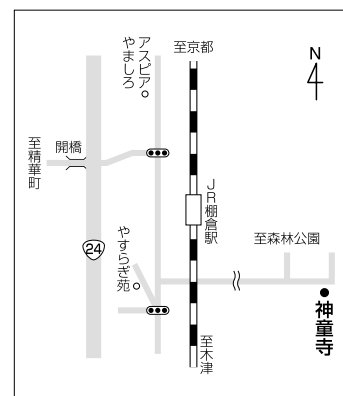 アスピア
やましろ
至京都
N
至精華町
開橋
JR棚倉駅
24
やすらぎ苑
至森林公園
神童寺
至木津